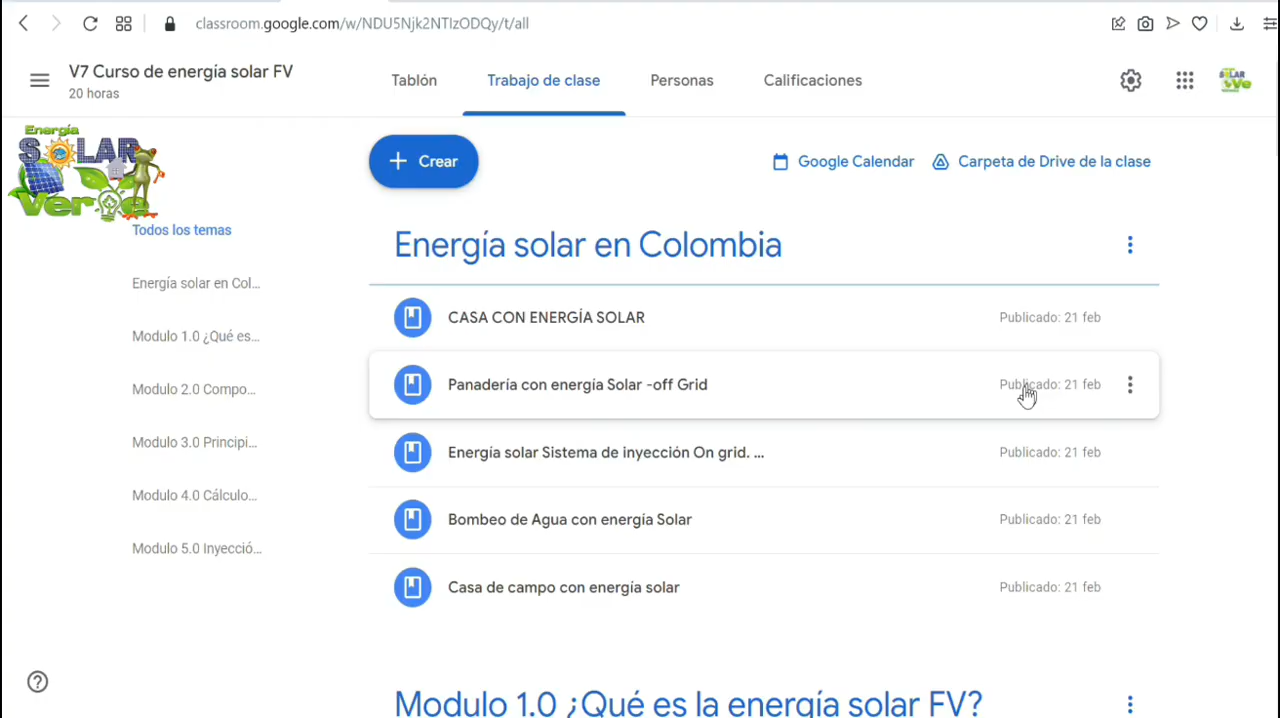 classroom.google.com/w/NDU5Njk2NTIzODQy/t/all
V7 Curso de energía solar FV
20 horas
Tablón
Trabajo de clase
Personas
Calificaciones
Energía
SOLAR
Verde
Crear
Google Calendar
Carpeta de Drive de la clase
Todos los temas
Energía solar en Col...
Modulo 1.0 ¿Qué es...
Modulo 2.0 Compo...
Modulo 3.0 Principi...
Modulo 4.0 Cálculo...
Modulo 5.0 Inyecció...
Energía solar en Colombia
CASA CON ENERGÍA SOLAR
Publicado: 21 feb
Panadería con energía Solar -off Grid
Publicado: 21 feb
Energía solar Sistema de inyección On grid. ...
Publicado: 21 feb
Bombeo de Agua con energía Solar
Publicado: 21 feb
Casa de campo con energía solar
Publicado: 21 feb
Modulo 1.0 ¿Qué es la energía solar FV?